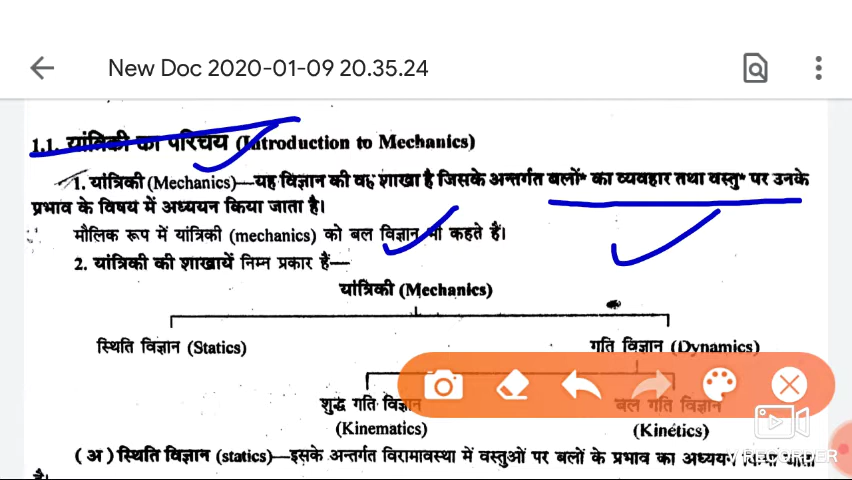 New Doc 2020-01-09 20.35.24
1.1. यांत्रिकी का परिचय (Introduction to Mechanics)
1. यांत्रिकी (Mechanics)—यह विज्ञान की वह शाखा है जिसके अन्तर्गत बलों* का व्यवहार तथा वस्तु* पर उनके
प्रभाव के विषय में अध्ययन किया जाता है।
मौलिक रूप में यांत्रिकी (mechanics) को बल विज्ञान भी कहते हैं।
2. यांत्रिकी की शाखायें निम्न प्रकार हैं—
यांत्रिकी (Mechanics)
स्थिति विज्ञान (Statics) गति विज्ञान (Dynamics)
शुद्ध गति विज्ञान बल गति विज्ञान
(Kinematics) (Kinetics)
V RECORDER
(अ) स्थिति विज्ञान (statics)—इसके अन्तर्गत विरामावस्था में वस्तुओं पर बलों के प्रभाव का अध्ययन किया जाता
है।